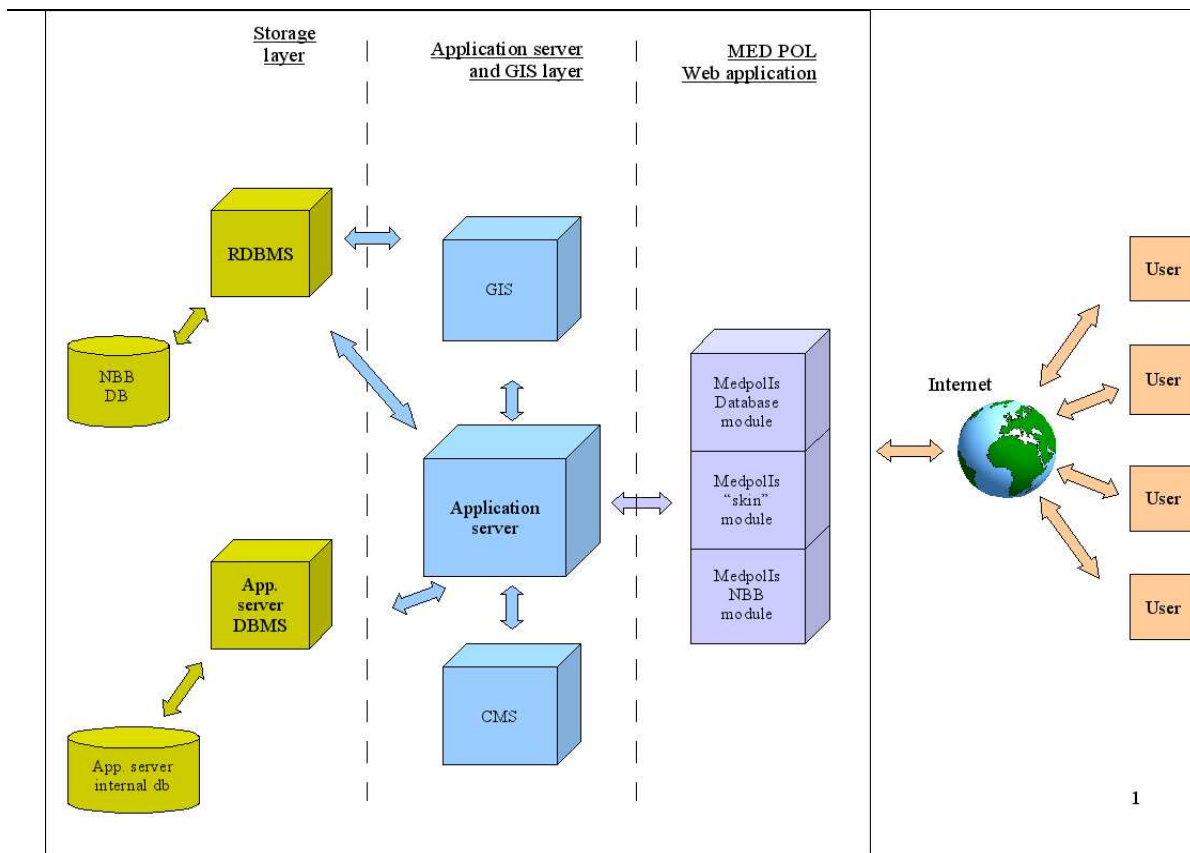 Storage
layer
Application server
and GIS layer
MED POL
Web application
RDBMS
GIS
NBB
DB
Application
server
App.
server
DBMS
CMS
App. server
internal db
MedpolIs
Database
module
MedpolIs
“skin”
module
MedpolIs
NBB
module
Internet
User
User
User
User
1